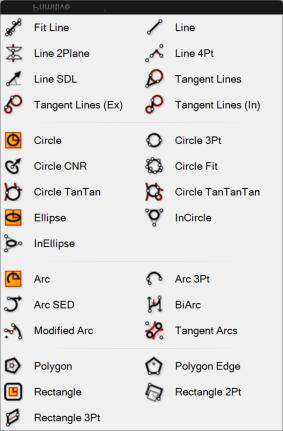 Primitive
Fit Line
Line
Line 2Plane
Line 4Pt
Line SDL
Tangent Lines
Tangent Lines (Ex)
Tangent Lines (In)
Circle
Circle 3Pt
Circle CNR
Circle Fit
Circle TanTan
Circle TanTanTan
Ellipse
InCircle
InEllipse
Arc
Arc 3Pt
Arc SED
BiArc
Modified Arc
Tangent Arcs
Polygon
Polygon Edge
Rectangle
Rectangle 2Pt
Rectangle 3Pt